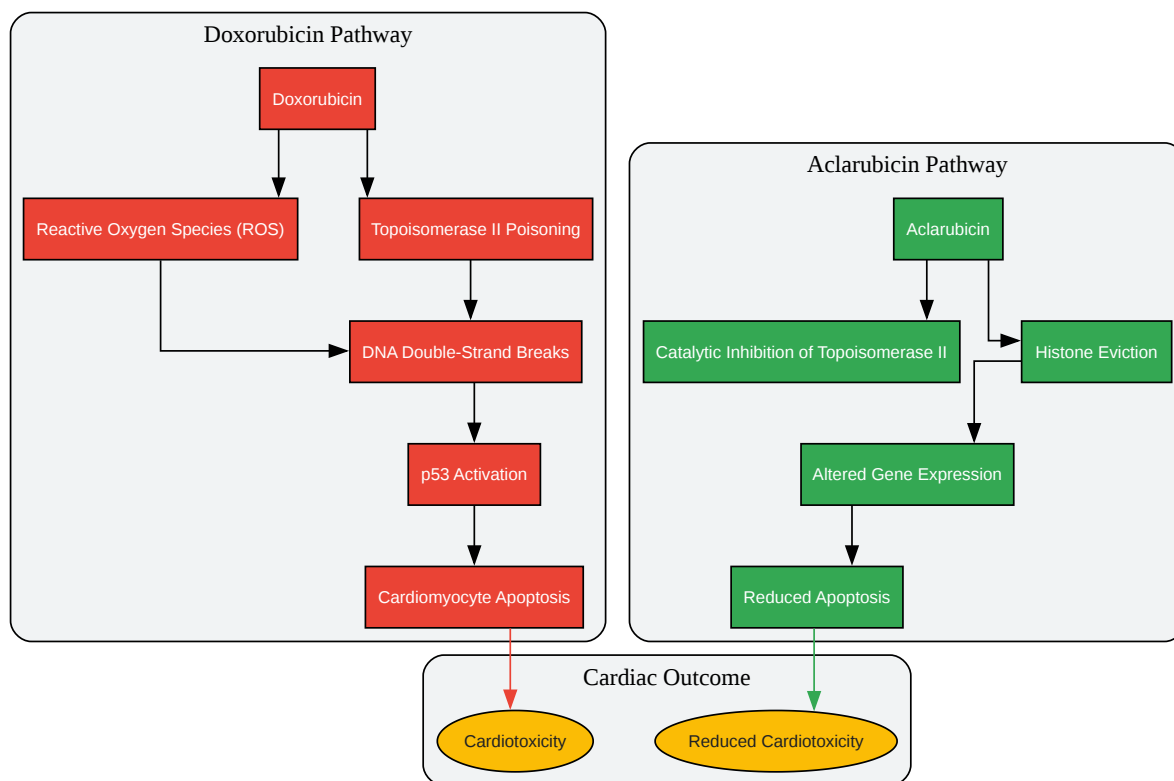 Doxorubicin Pathway
Doxorubicin
Reactive Oxygen Species (ROS)
Topoisomerase II Poisoning
DNA Double-Strand Breaks
p53 Activation
Cardiomyocyte Apoptosis
Aclarubicin Pathway
Aclarubicin
Catalytic Inhibition of Topoisomerase II
Histone Eviction
Altered Gene Expression
Reduced Apoptosis
Cardiac Outcome
Cardiotoxicity
Reduced Cardiotoxicity